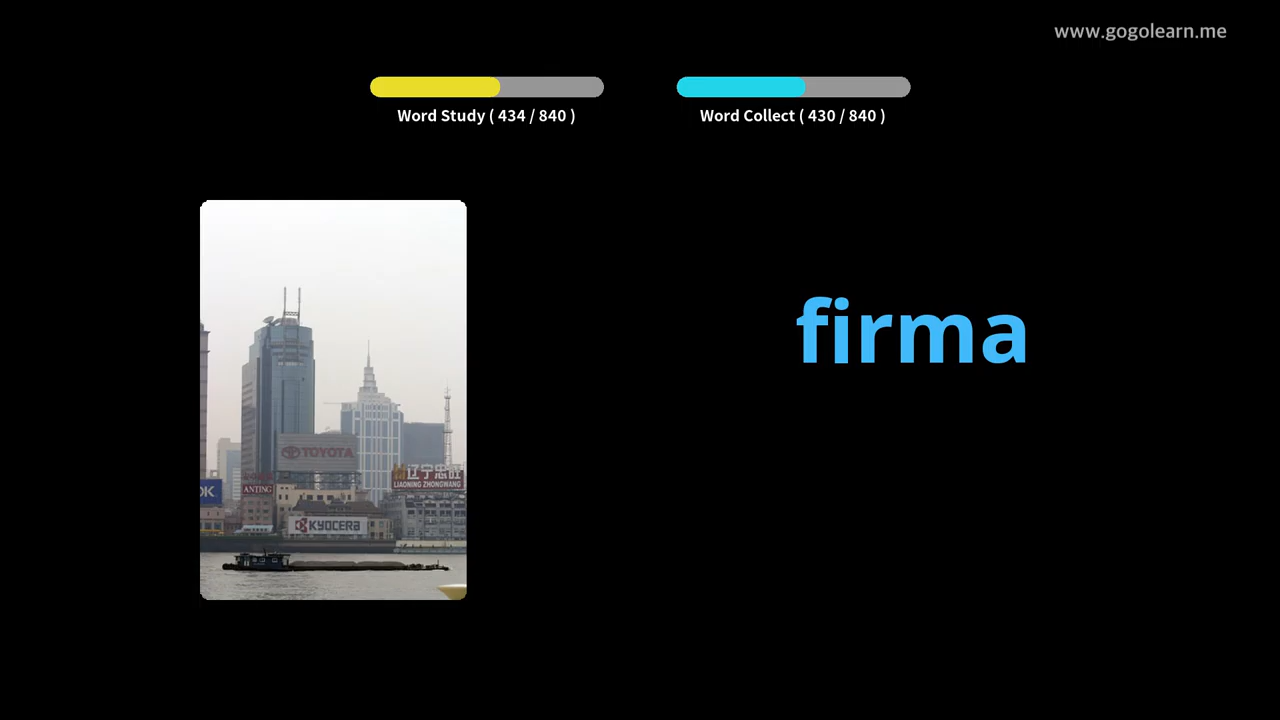 www.gogolearn.me
Word Study ( 434 / 840 )
Word Collect ( 430 / 840 )
firma
TOYOTA
辽宁忠旺
LIAONING ZHONGWANG
OK
ANTING
KYOCERA